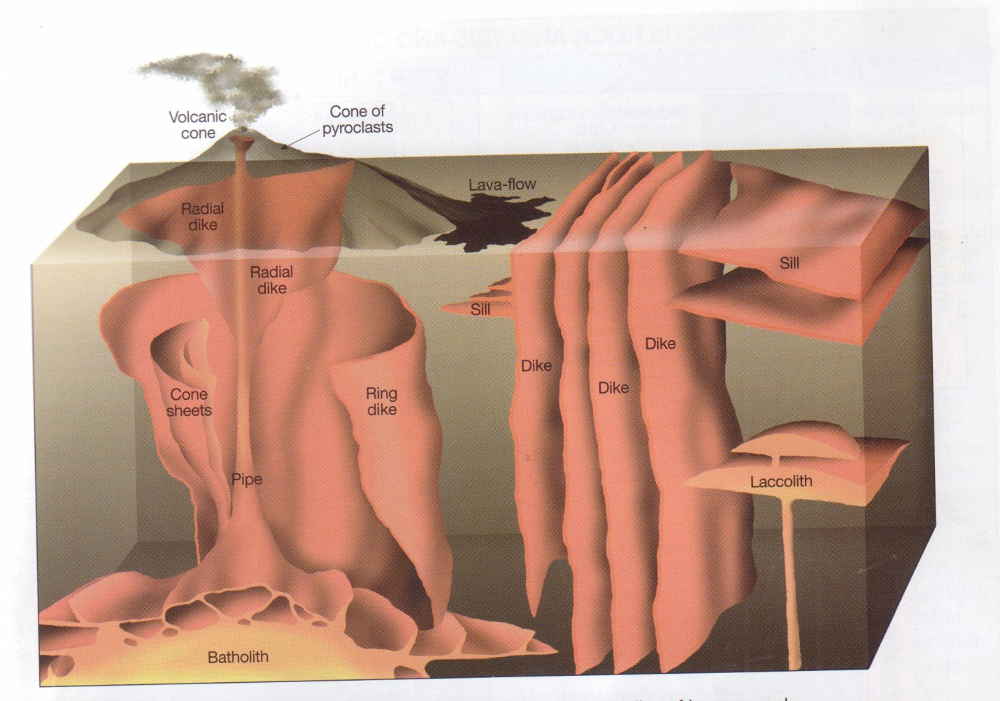 Volcanic
cone
Cone of
pyroclasts
Lava-flow
Radial
dike
Radial
dike
Sill
Sill
Dike
Dike
Dike
Cone
sheets
Ring
dike
Pipe
Laccolith
Batholith